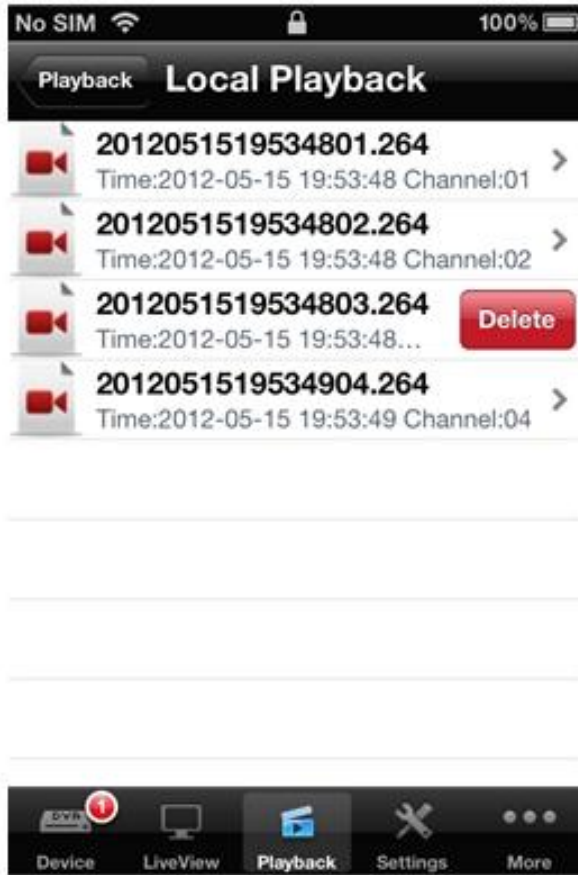 No SIM 100%
Playback Local Playback
2012051519534801.264
Time:2012-05-15 19:53:48 Channel:01
2012051519534802.264
Time:2012-05-15 19:53:48 Channel:02
2012051519534803.264
Time:2012-05-15 19:53:48...
Delete
2012051519534904.264
Time:2012-05-15 19:53:49 Channel:04
DVR 1
Device LiveView Playback Settings More